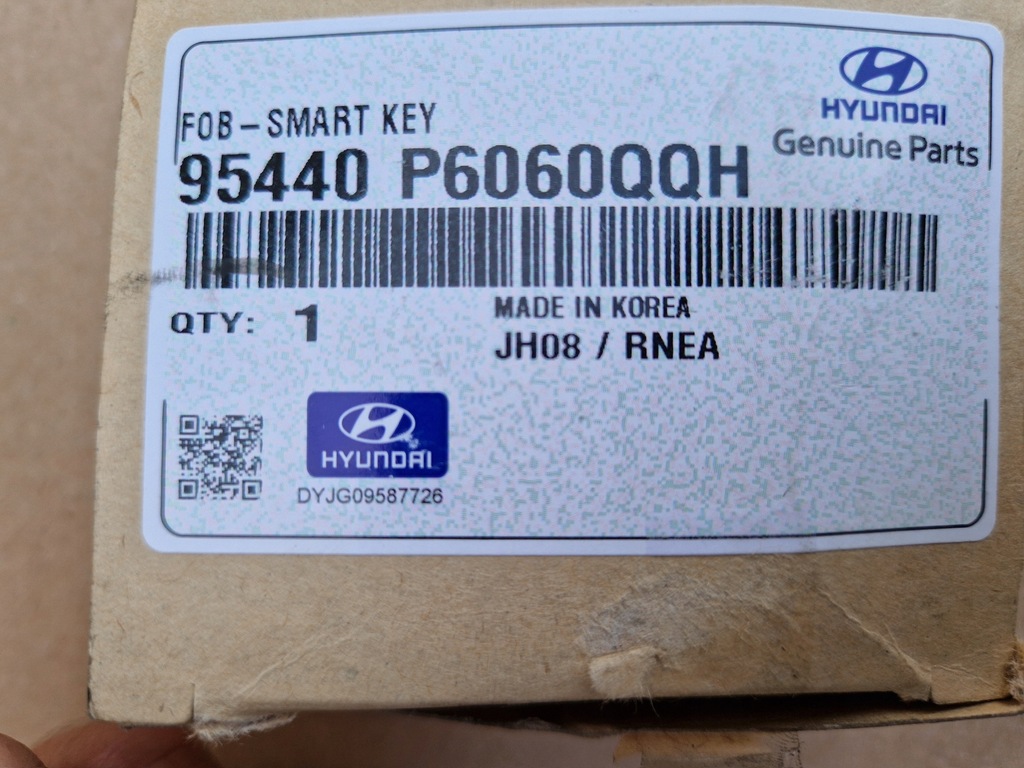 HYUNDAI
Genuine Parts
FOB - SMART KEY
95440 P6060QQH
QTY: 1
MADE IN KOREA
JH08 / RNEA
HYUNDAI
DYJG09587726